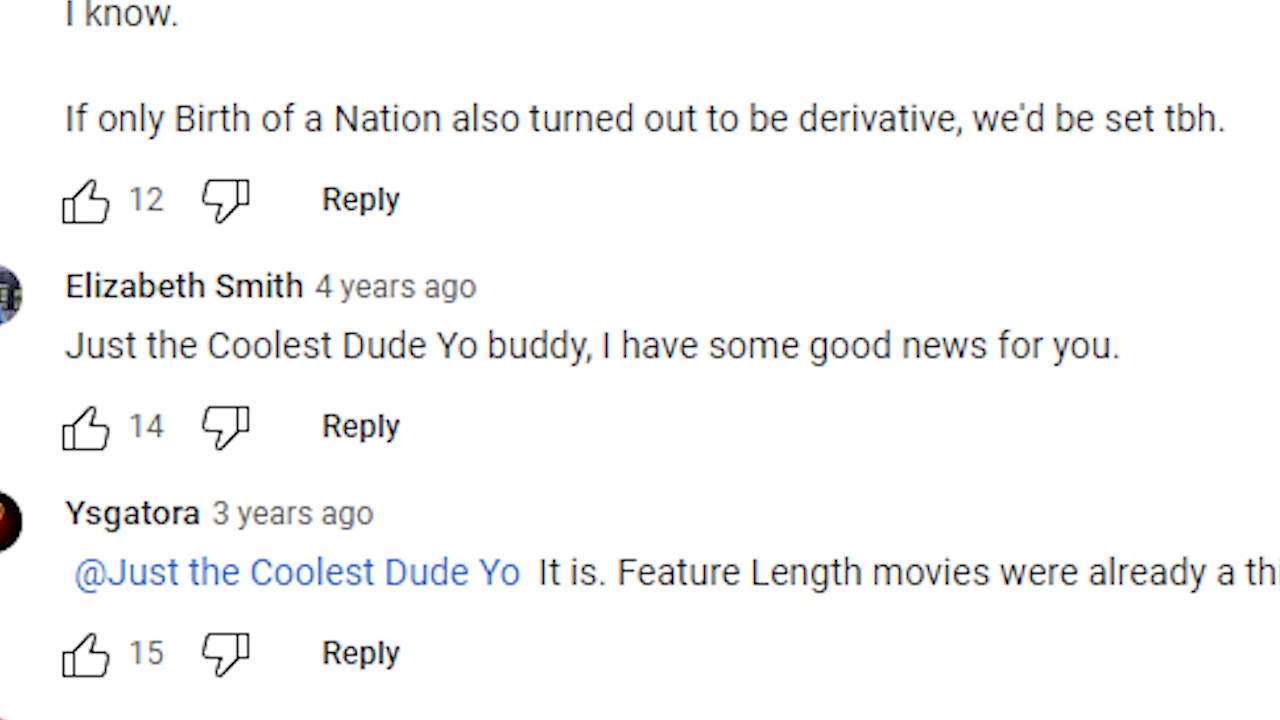 I know.
If only Birth of a Nation also turned out to be derivative, we'd be set tbh.
12 Reply
Elizabeth Smith 4 years ago
Just the Coolest Dude Yo buddy, I have some good news for you.
14 Reply
Ysgatora 3 years ago
@Just the Coolest Dude Yo It is. Feature Length movies were already a thi
15 Reply